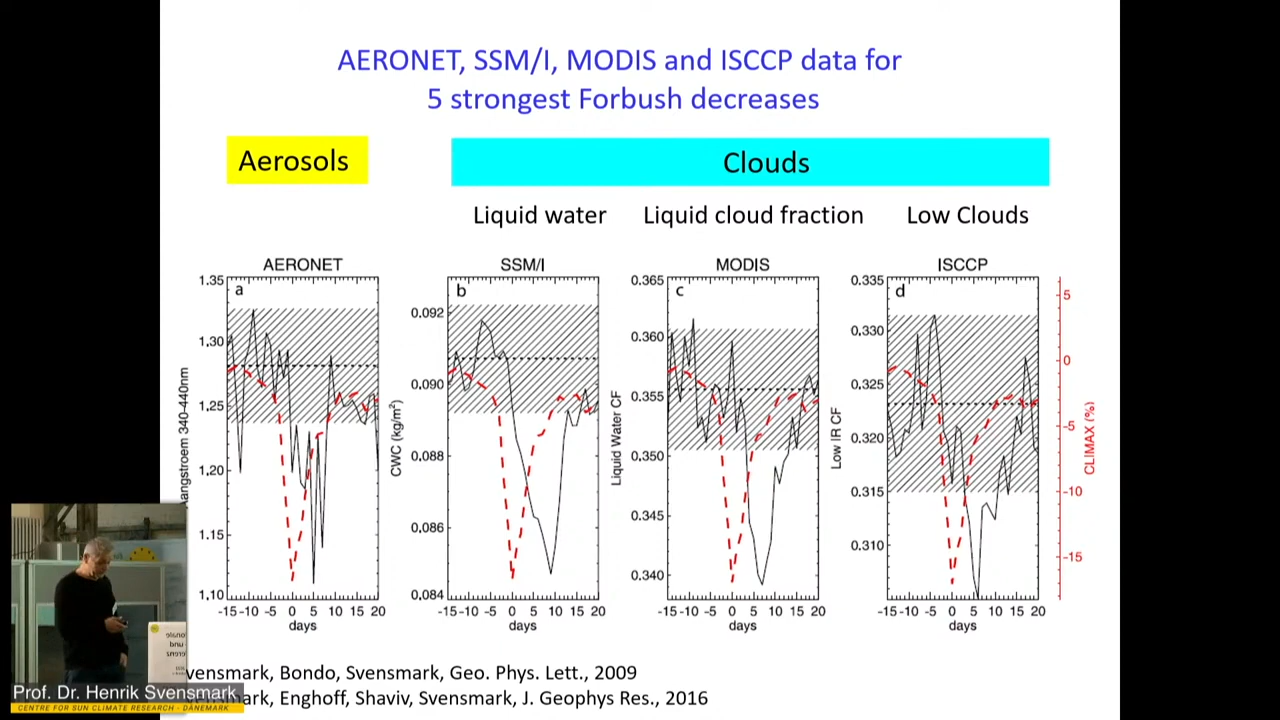 AERONET, SSM/I, MODIS and ISCCP data for
5 strongest Forbush decreases
Aerosols
Clouds
Liquid water
Liquid cloud fraction
Low Clouds
AERONET
SSM/I
MODIS
ISCCP
a
b
c
d
1.35
1.30
1.25
1.20
1.15
1.10
Aangstroem 340-440nm
-15 -10 -5 0 5 10 15 20
days
0.092
0.090
0.088
0.086
0.084
CWC (kg/m²)
-15 -10 -5 0 5 10 15 20
days
0.365
0.360
0.355
0.350
0.345
0.340
Liquid Water CF
-15 -10 -5 0 5 10 15 20
days
0.335
0.330
0.325
0.320
0.315
0.310
Low IR CF
-15 -10 -5 0 5 10 15 20
days
5
0
-5
-10
-15
CLIMAX (%)
vensmark, Bondo, Svensmark, Geo. Phys. Lett., 2009
mark, Enghoff, Shaviv, Svensmark, J. Geophys Res., 2016
Prof. Dr. Henrik Svensmark
CENTRE FOR SUN CLIMATE RESEARCH - DÄNEMARK